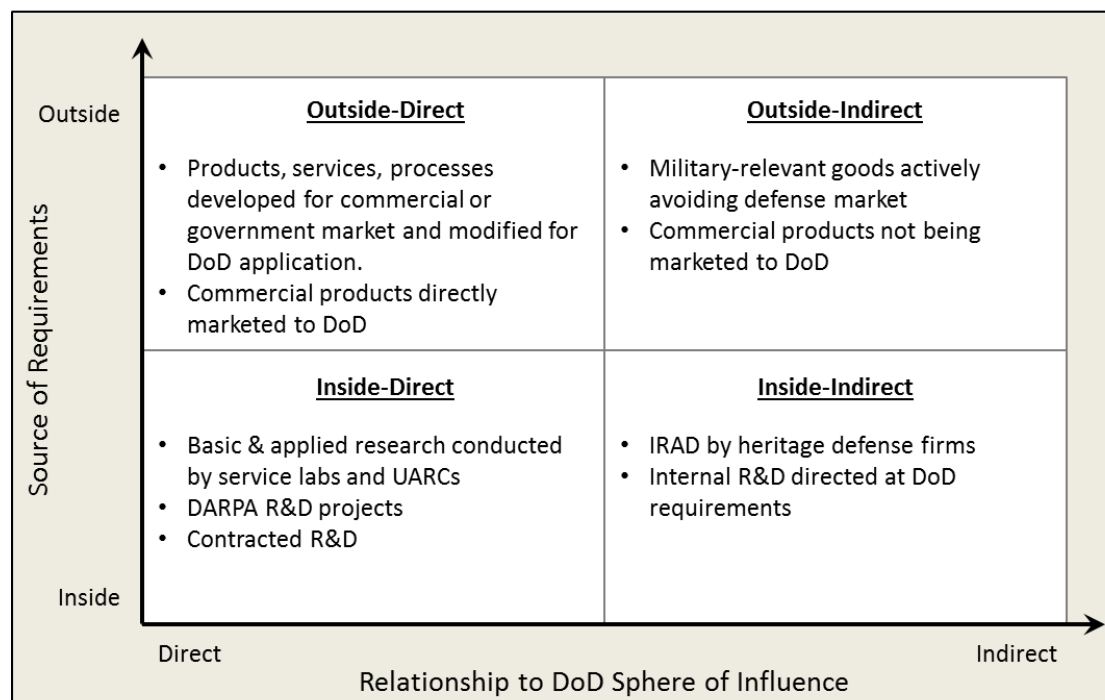 Outside
Source of Requirements
Inside
Outside-Direct
• Products, services, processes
developed for commercial or
government market and modified for
DoD application.
• Commercial products directly
marketed to DoD
Outside-Indirect
• Military-relevant goods actively
avoiding defense market
• Commercial products not being
marketed to DoD
Inside-Direct
• Basic & applied research conducted
by service labs and UARCs
• DARPA R&D projects
• Contracted R&D
Inside-Indirect
• IRAD by heritage defense firms
• Internal R&D directed at DoD
requirements
Direct
Indirect
Relationship to DoD Sphere of Influence